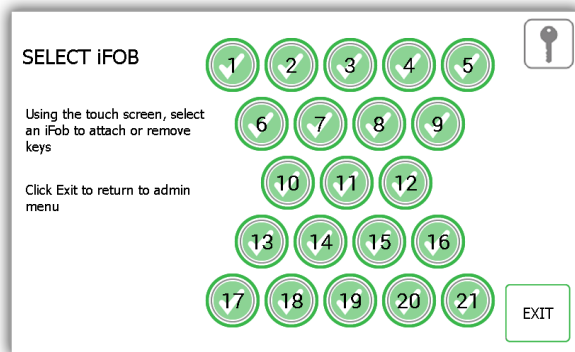 SELECT iFOB
Using the touch screen, select
an iFob to attach or remove
keys
Click Exit to return to admin
menu
1 2 3 4 5
6 7 8 9
10 11 12
13 14 15 16
17 18 19 20 21
EXIT